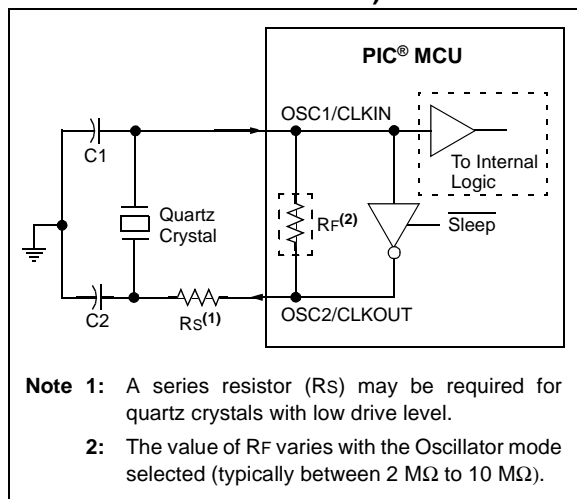 PIC® MCU
OSC1/CLKIN
C1
To Internal
Logic
Quartz
Crystal
RF(2)
Sleep
C2
RS(1)
OSC2/CLKOUT
Note 1: A series resistor (RS) may be required for
quartz crystals with low drive level.
2: The value of RF varies with the Oscillator mode
selected (typically between 2 MΩ to 10 MΩ).